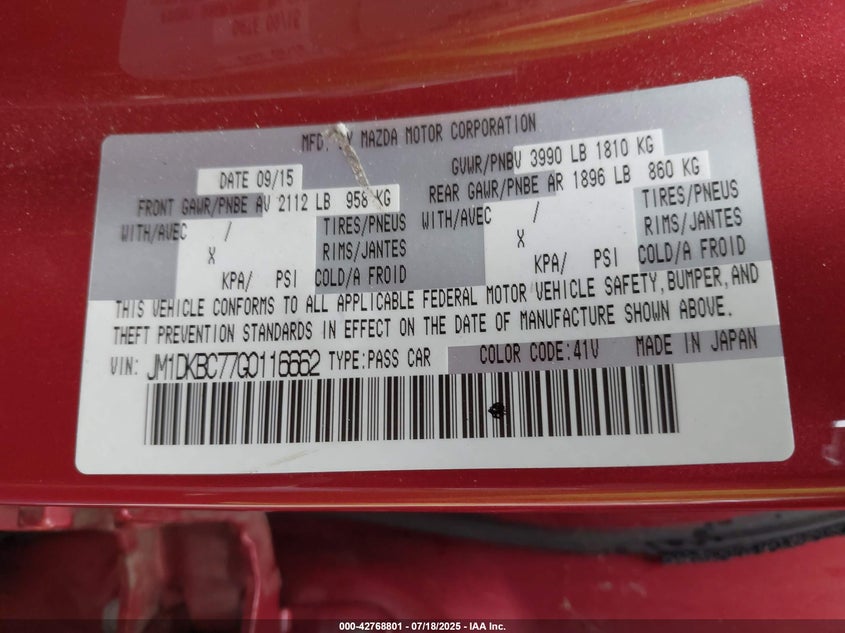 MFD. BY MAZDA MOTOR CORPORATION
DATE 09/15
GVWR/PNBV 3990 LB 1810 KG
FRONT GAWR/PNBE AV 2112 LB 958 KG
REAR GAWR/PNBE AR 1896 LB 860 KG
WITH/AVEC / TIRES/PNEUS
X RIMS/JANTES
KPA/ PSI COLD/A FROID
WITH/AVEC / TIRES/PNEUS
X RIMS/JANTES
KPA/ PSI COLD/A FROID
THIS VEHICLE CONFORMS TO ALL APPLICABLE FEDERAL MOTOR VEHICLE SAFETY, BUMPER, AND
THEFT PREVENTION STANDARDS IN EFFECT ON THE DATE OF MANUFACTURE SHOWN ABOVE.
VIN: JM1DKBC77G0116662 TYPE:PASS CAR COLOR CODE:41V MADE IN JAPAN
000-42768801 / 07/18/2025 - IAA Inc.